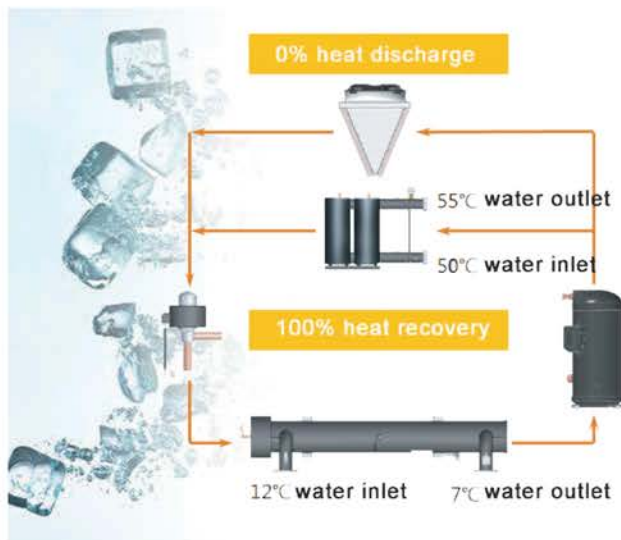 0% heat discharge
55℃ water outlet
50℃ water inlet
100% heat recovery
12℃ water inlet
7℃ water outlet